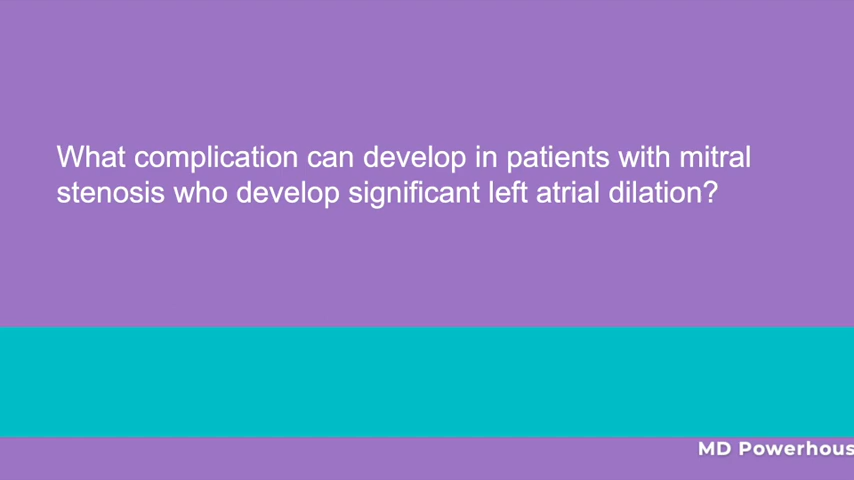 What complication can develop in patients with mitral
stenosis who develop significant left atrial dilation?
MD Powerhous